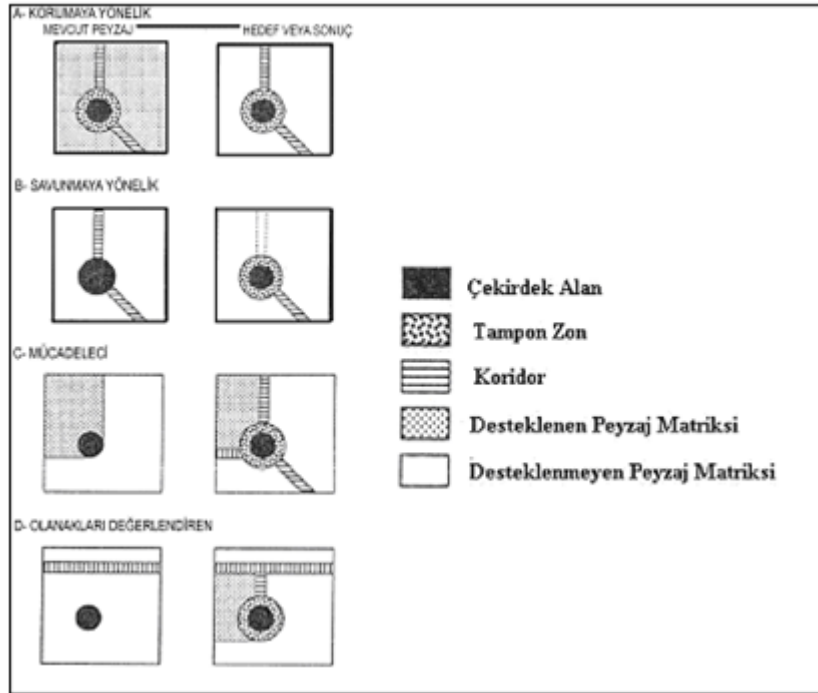 A- KORUMAYA YÖNELİK
MEVCUT PEYZAJ HEDEF VEYA SONUÇ
B- SAVUNMAYA YÖNELİK
C- MÜCADELECİ
D- OLANAKLARI DEĞERLENDİREN
Çekirdek Alan
Tampon Zon
Koridor
Desteklenen Peyzaj Matriksi
Desteklenmeyen Peyzaj Matriksi